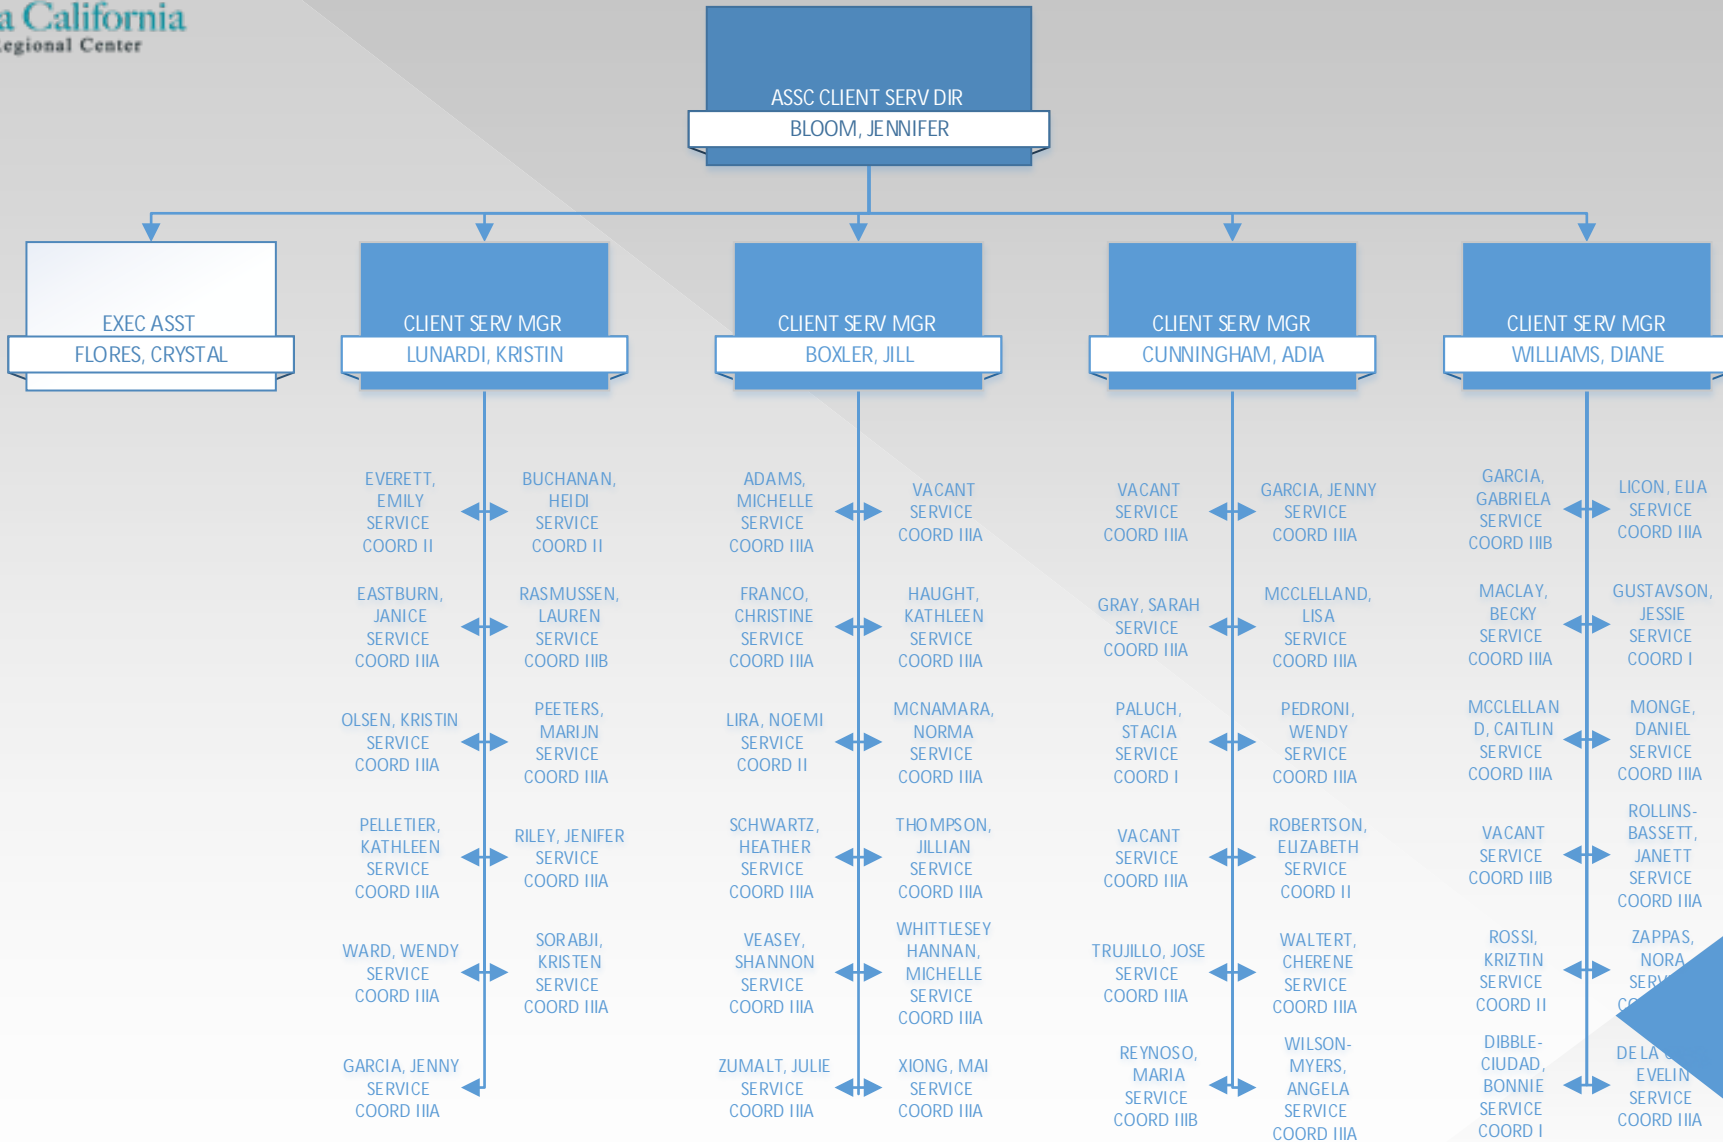 a California
Regional Center
ASSC CLIENT SERV DIR
BLOOM, JENNIFER
EXEC ASST
FLORES, CRYSTAL
CLIENT SERV MGR
LUNARDI, KRISTIN
CLIENT SERV MGR
BOXLER, JILL
CLIENT SERV MGR
CUNNINGHAM, ADIA
CLIENT SERV MGR
WILLIAMS, DIANE
EVERETT,
EMILY
SERVICE
COORD II
BUCHANAN,
HEIDI
SERVICE
COORD II
EASTBURN,
JANICE
SERVICE
COORD IIIA
RASMUSSEN,
LAUREN
SERVICE
COORD IIIB
OLSEN, KRISTIN
SERVICE
COORD IIIA
PEETERS,
MARIJN
SERVICE
COORD IIIA
PELLETIER,
KATHLEEN
SERVICE
COORD IIIA
RILEY, JENIFER
SERVICE
COORD IIIA
WARD, WENDY
SERVICE
COORD IIIA
SORABJI,
KRISTEN
SERVICE
COORD IIIA
GARCIA, JENNY
SERVICE
COORD IIIA
ADAMS,
MICHELLE
SERVICE
COORD IIIA
VACANT
SERVICE
COORD IIIA
FRANCO,
CHRISTINE
SERVICE
COORD IIIA
HAUGHT,
KATHLEEN
SERVICE
COORD IIIA
LIRA, NOEMI
SERVICE
COORD II
MCNAMARA,
NORMA
SERVICE
COORD IIIA
SCHWARTZ,
HEATHER
SERVICE
COORD IIIA
THOMPSON,
JILLIAN
SERVICE
COORD IIIA
VEASEY,
SHANNON
SERVICE
COORD IIIA
WHITTLESEY
HANNAN,
MICHELLE
SERVICE
COORD IIIA
ZUMALT, JULIE
SERVICE
COORD IIIA
XIONG, MAI
SERVICE
COORD IIIA
VACANT
SERVICE
COORD IIIA
GARCIA, JENNY
SERVICE
COORD IIIA
GRAY, SARAH
SERVICE
COORD IIIA
MCCLELLAND,
LISA
SERVICE
COORD IIIA
PALUCH,
STACIA
SERVICE
COORD I
PEDRONI,
WENDY
SERVICE
COORD IIIA
VACANT
SERVICE
COORD IIIA
ROBERTSON,
ELIZABETH
SERVICE
COORD II
TRUJILLO, JOSE
SERVICE
COORD IIIA
WALTERT,
CHERENE
SERVICE
COORD IIIA
REYNOSO,
MARIA
SERVICE
COORD IIIB
WILSON-
MYERS,
ANGELA
SERVICE
COORD IIIA
GARCIA,
GABRIELA
SERVICE
COORD IIIB
LICON, ELIA
SERVICE
COORD IIIA
MACLAY,
BECKY
SERVICE
COORD IIIA
GUSTAVSON,
JESSIE
SERVICE
COORD I
MCCLELLAN
D, CAITLIN
SERVICE
COORD IIIA
MONGE,
DANIEL
SERVICE
COORD IIIA
VACANT
SERVICE
COORD IIIB
ROLLINS-
BASSETT,
JANETT
SERVICE
COORD IIIA
ROSSI,
KRIZTIN
SERVICE
COORD II
ZAPPAS,
NORA
DIBBLE-
CIUDAD,
BONNIE
SERVICE
COORD I
DE LA
EVELIN
SERVICE
COORD IIIA